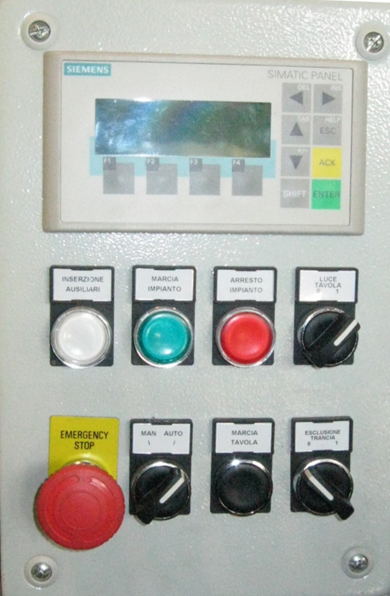 SIEMENS
SIMATIC PANEL
HELP
ESC
F1 F2 F3 F4
ACK
SHIFT ENTER
INSERZIONE
AUSILIARI
MARCIA
IMPIANTO
ARRESTO
IMPIANTO
LUCE
TAVOLA
0 1
EMERGENCY
STOP
MAN AUTO
\ /
MARCIA
TAVOLA
ESCLUSIONE
TRANCIA
0 1